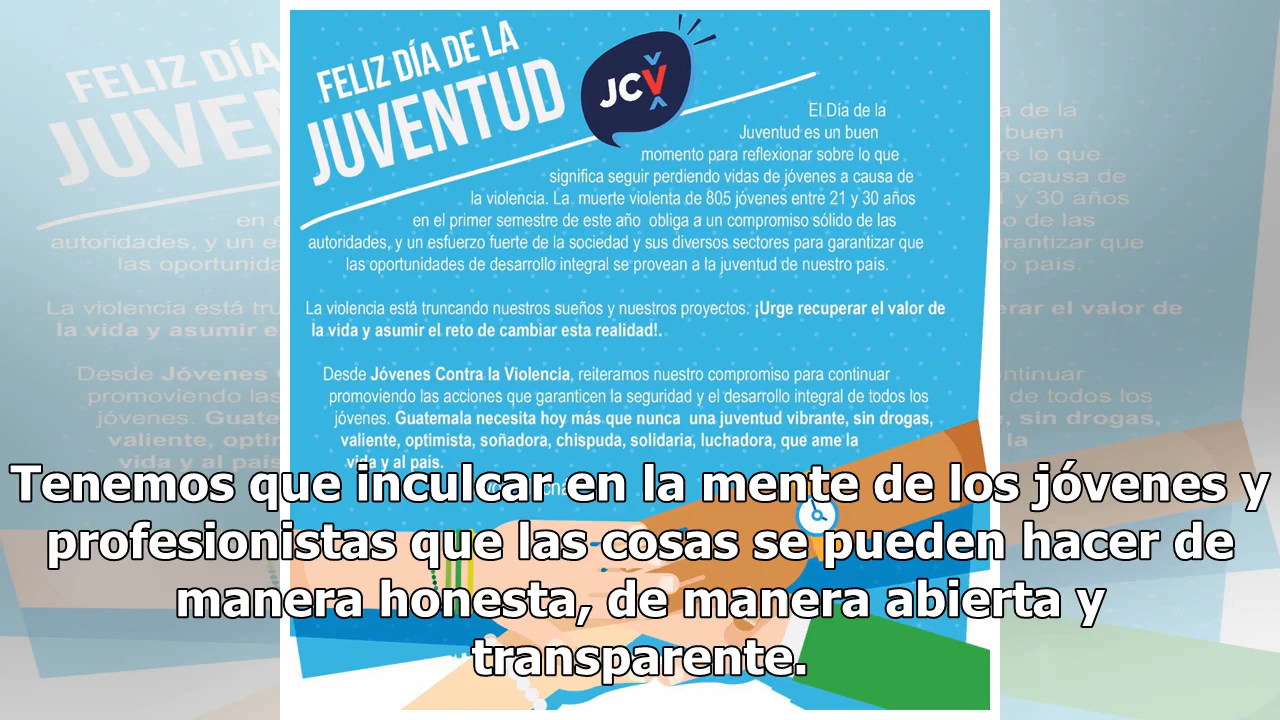 FELIZ DÍA DE LA
JUVENTUD
JCV
El Día de la
Juventud es un buen
momento para reflexionar sobre lo que
significa seguir perdiendo vidas de jóvenes a causa de
la violencia. La muerte violenta de 805 jóvenes entre 21 y 30 años
en el primer semestre de este año obliga a un compromiso sólido de las
autoridades, y un esfuerzo fuerte de la sociedad y sus diversos sectores para garantizar que
las oportunidades de desarrollo integral se provean a la juventud de nuestro país.
La violencia está truncando nuestros sueños y nuestros proyectos. ¡Urge recuperar el valor de
la vida y asumir el reto de cambiar esta realidad!.
Desde Jóvenes Contra la Violencia, reiteramos nuestro compromiso para continuar
promoviendo las acciones que garanticen la seguridad y el desarrollo integral de todos los
jóvenes. Guatemala necesita hoy más que nunca una juventud vibrante, sin drogas,
valiente, optimista, soñadora, chispuda, solidaria, luchadora, que ame la
vida y al país.
Tenemos que inculcar en la mente de los jóvenes y
profesionistas que las cosas se pueden hacer de
manera honesta, de manera abierta y
transparente.